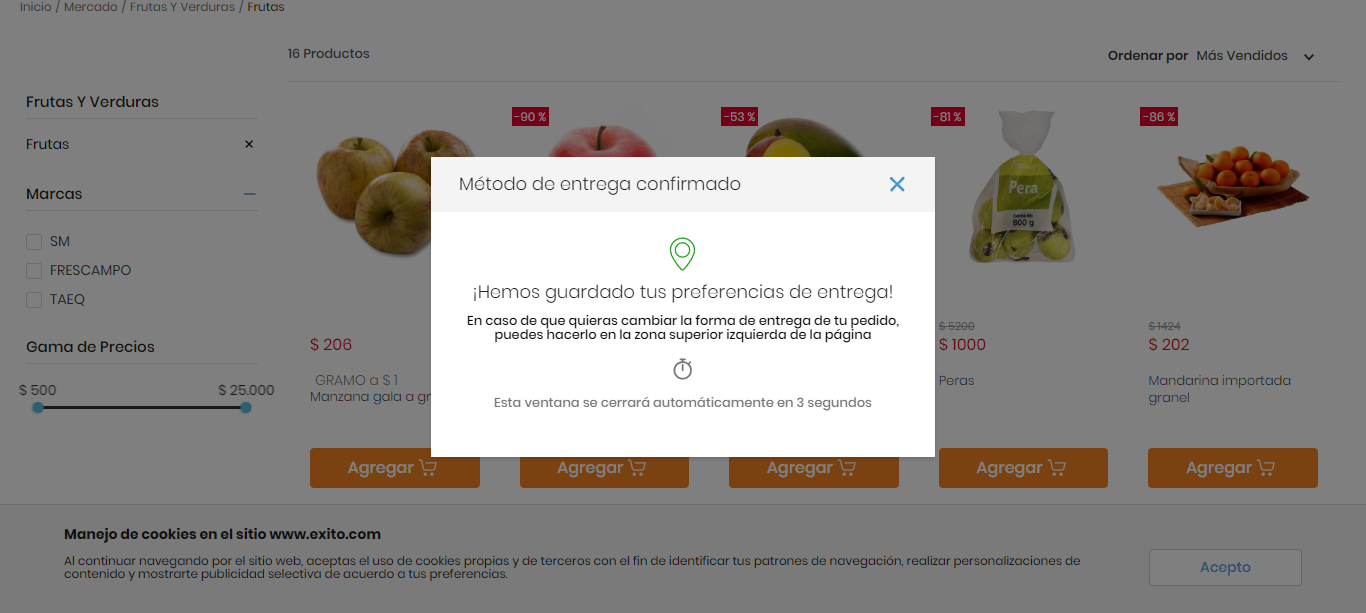 Inicio / Mercado / Frutas Y Verduras / Frutas
16 Productos
Ordenar por Más Vendidos
Frutas Y Verduras
Frutas
Marcas
SM
FRESCAMPO
TAEQ
Gama de Precios
$ 500 $ 25.000
-90 %
-53 %
-81 %
-86 %
Pera
600 g
Método de entrega confirmado
¡Hemos guardado tus preferencias de entrega!
En caso de que quieras cambiar la forma de entrega de tu pedido,
puedes hacerlo en la zona superior izquierda de la página
Esta ventana se cerrará automáticamente en 3 segundos
$ 206
GRAMO a $ 1
Manzana gala a gr
$ 5200
$ 1000
Peras
$ 1424
$ 202
Mandarina importada
granel
Agregar
Agregar
Agregar
Agregar
Agregar
Manejo de cookies en el sitio www.exito.com
Al continuar navegando por el sitio web, aceptas el uso de cookies propias y de terceros con el fin de identificar tus patrones de navegación, realizar personalizaciones de
contenido y mostrarte publicidad selectiva de acuerdo a tus preferencias.
Acepto